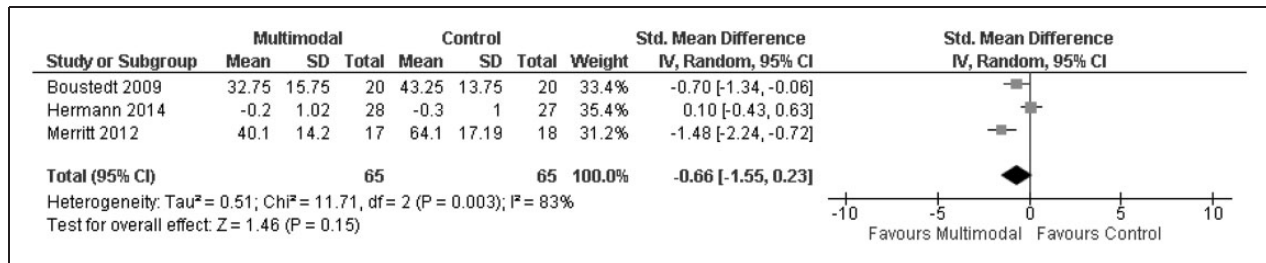 Multimodal Control Std. Mean Difference Std. Mean Difference
Study or Subgroup Mean SD Total Mean SD Total Weight IV, Random, 95% CI IV, Random, 95% CI
Boustedt 2009 32.75 15.75 20 43.25 13.75 20 33.4% -0.70 [-1.34, -0.06]
Hermann 2014 -0.2 1.02 28 -0.3 1 27 35.4% 0.10 [-0.43, 0.63]
Merritt 2012 40.1 14.2 17 64.1 17.19 18 31.2% -1.48 [-2.24, -0.72]
Total (95% CI) 65 65 100.0% -0.66 [-1.55, 0.23]
Heterogeneity: Tau² = 0.51; Chi² = 11.71, df = 2 (P = 0.003); I² = 83%
Test for overall effect: Z = 1.46 (P = 0.15)
-10 -5 0 5 10
Favours Multimodal Favours Control